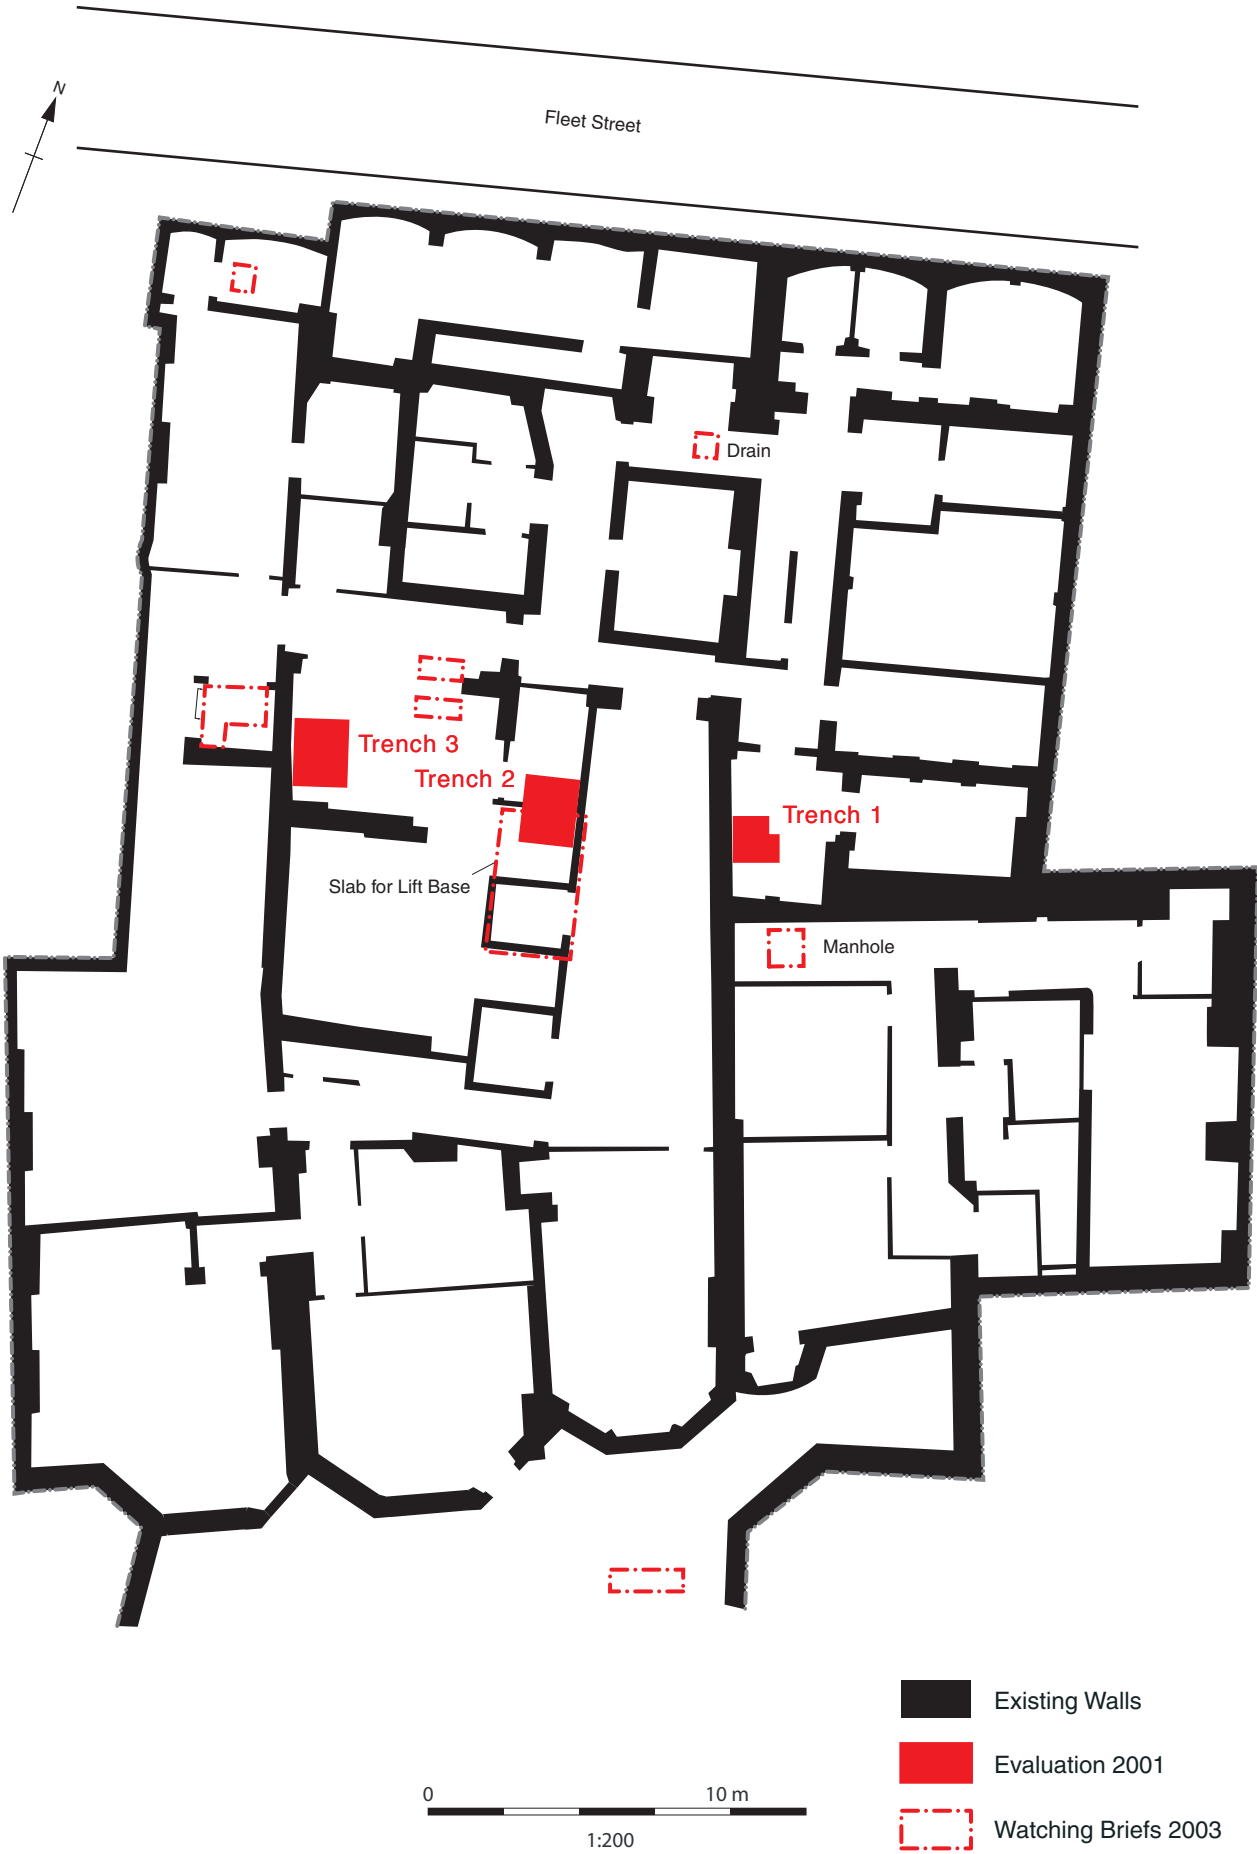 N
Fleet Street
Drain
Trench 3
Trench 2
Trench 1
Slab for Lift Base
Manhole
Existing Walls
Evaluation 2001
0 10 m
Watching Briefs 2003
1:200